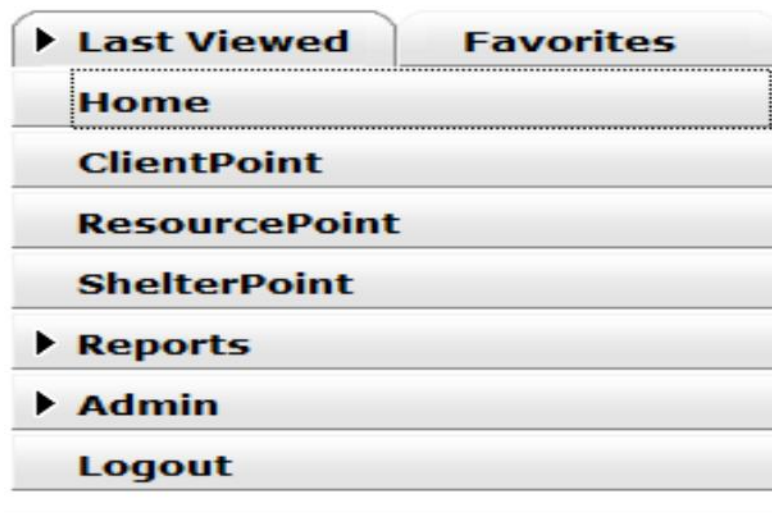 Last Viewed Favorites
Home
ClientPoint
ResourcePoint
ShelterPoint
Reports
Admin
Logout